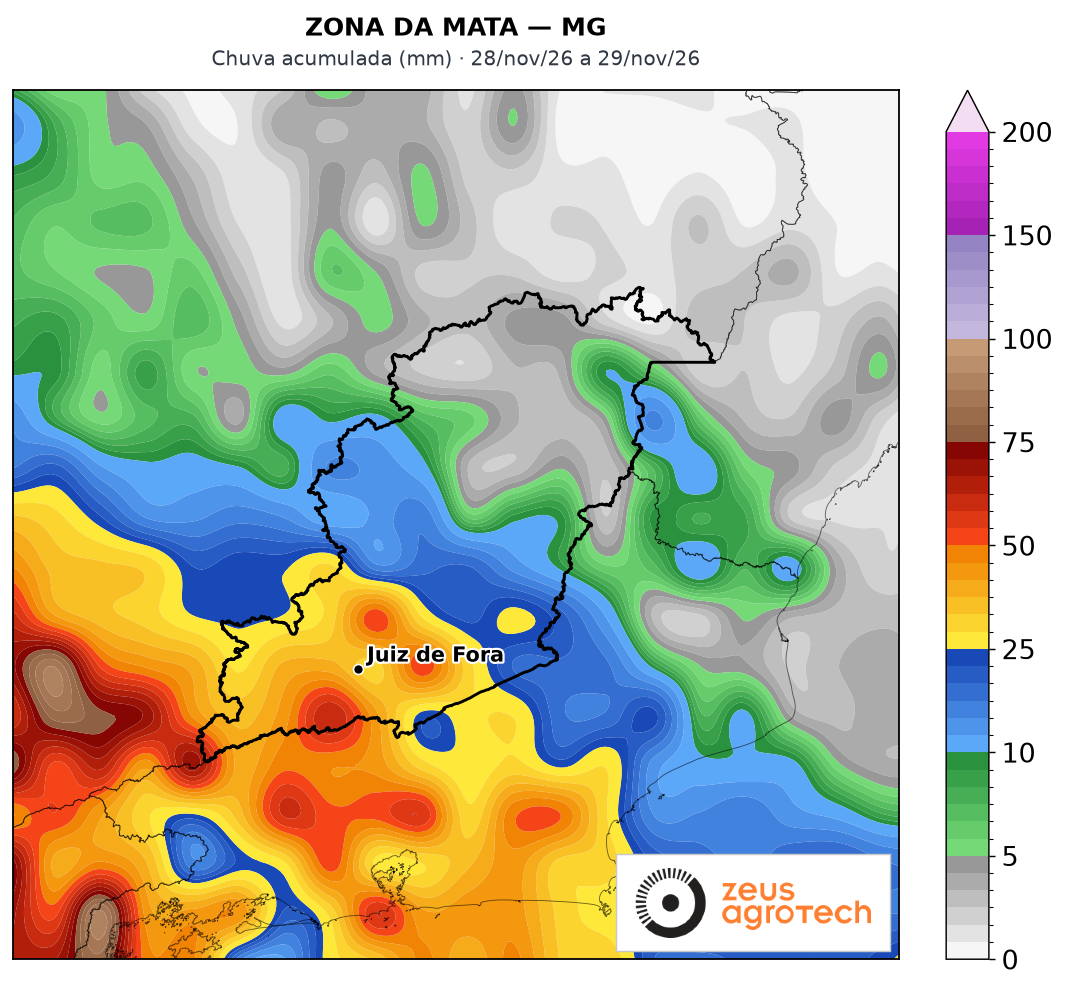 ZONA DA MATA — MG
Chuva acumulada (mm) · 28/nov/26 a 29/nov/26
200
150
100
75
50
25
10
5
0
Juiz de Fora
zeus
agrotech